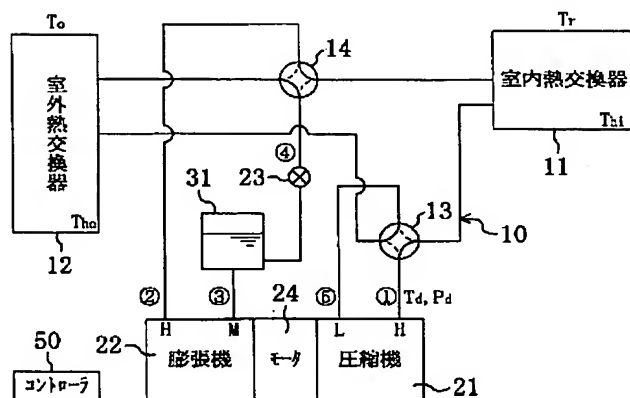 To
室外熱交換器
Tho
12
14
④
23
31
Tr
室内熱交換器
Thi
11
13
10
②
③
24
⑤
①
Td, Pd
H
M
L
H
22
膨張機
モータ
圧縮機
21
50
コントローラ